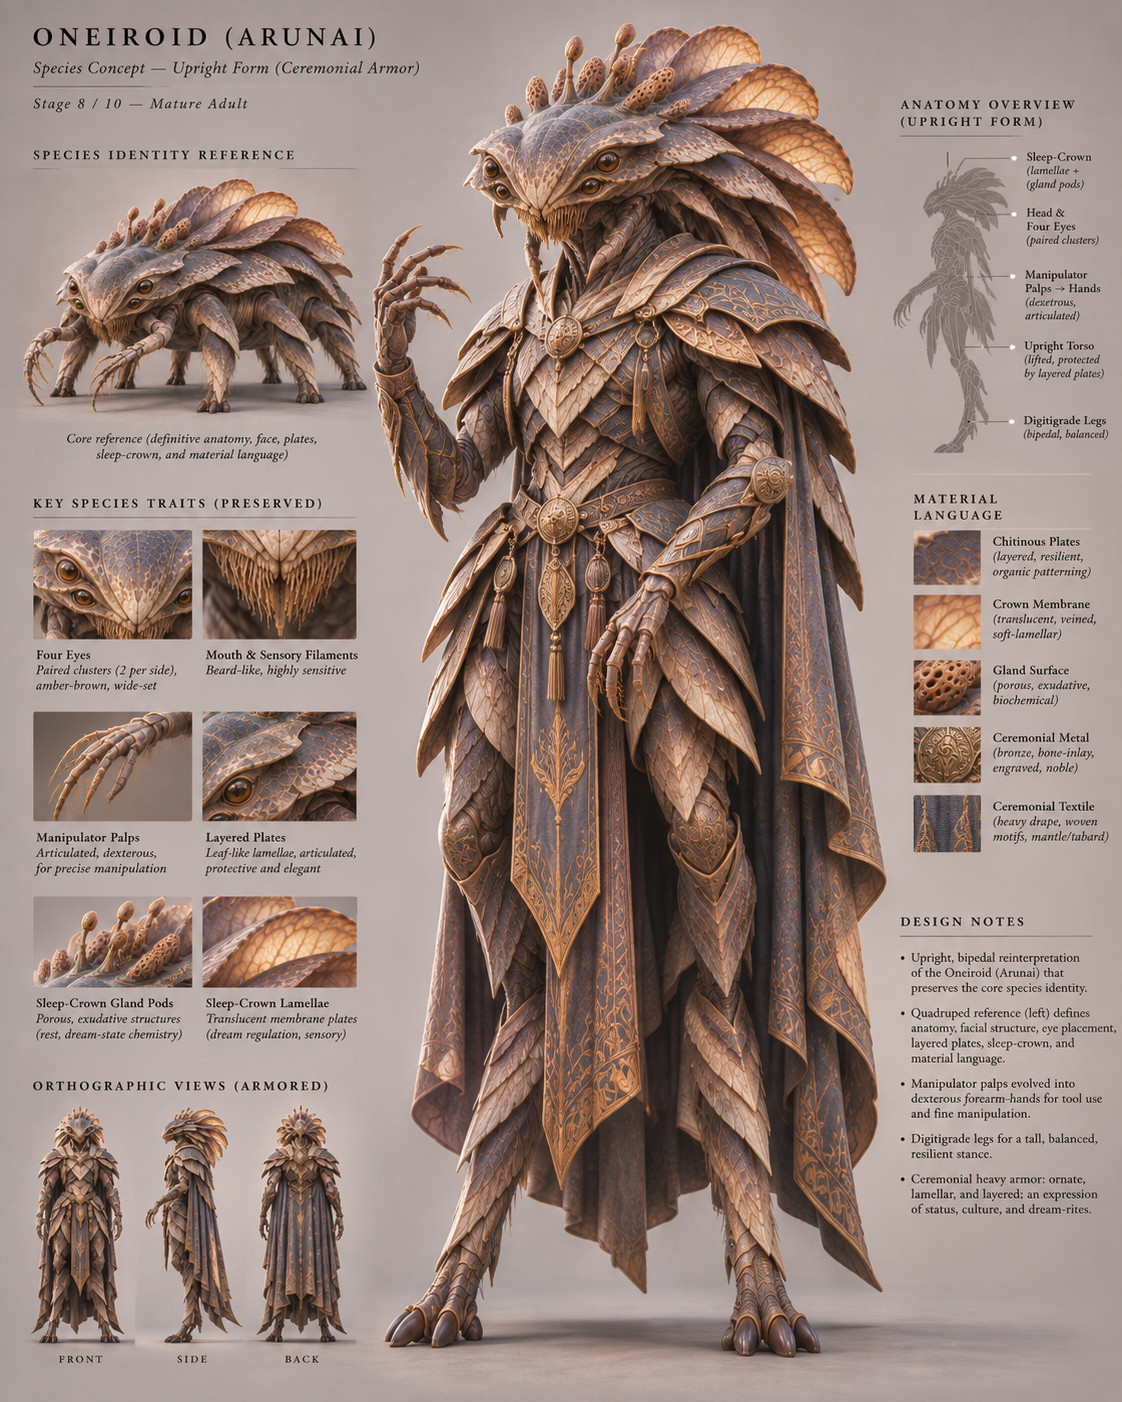 ONEIROID (ARUNAI)
Species Concept — Upright Form (Ceremonial Armor)
Stage 8 / 10 — Mature Adult
SPECIES IDENTITY REFERENCE
Core reference (definitive anatomy, face, plates,
sleep-crown, and material language)
KEY SPECIES TRAITS (PRESERVED)
Four Eyes
Paired clusters (2 per side),
amber-brown, wide-set
Mouth & Sensory Filaments
Beard-like, highly sensitive
Manipulator Palps
Articulated, dexterous,
for precise manipulation
Layered Plates
Leaf-like lamellae, articulated,
protective and elegant
Sleep-Crown Gland Pods
Porous, exudative structures
(rest, dream-state chemistry)
Sleep-Crown Lamellae
Translucent membrane plates
(dream regulation, sensory)
ORTHOGRAPHIC VIEWS (ARMORED)
FRONT
SIDE
BACK
ANATOMY OVERVIEW
(UPRIGHT FORM)
Sleep-Crown
(lamellae +
(gland pods)
Head &
Four Eyes
(paired clusters)
Manipulator
Palps → Hands
(dexetrous,
articulated)
Upright Torso
(lifted, protected
by layered plates)
Digitigrade Legs
(bipedal, balanced)
MATERIAL
LANGUAGE
Chitinous Plates
(layered, resilient,
organic patterning)
Crown Membrane
(translucent, veined,
soft-lamellar)
Gland Surface
(porous, exudative,
biochemical)
Ceremonial Metal
(bronze, bone-inlay,
engraved, noble)
Ceremonial Textile
(heavy drape, woven
motifs, mantle/tabard)
DESIGN NOTES
• Upright, bipedal reinterpretation
of the Oneiroid (Arunai) that
preserves the core species identity.
• Quadruped reference (left) defines
anatomy, facial structure, eye placement,
layered plates, sleep-crown, and
material language.
• Manipulator palps evolved into
dexterous forearm-hands for tool use
and fine manipulation.
• Digitigrade legs for a tall, balanced,
resilient stance.
• Ceremonial heavy armor: ornate,
lamellar, and layered; an expression
of status, culture, and dream-rites.